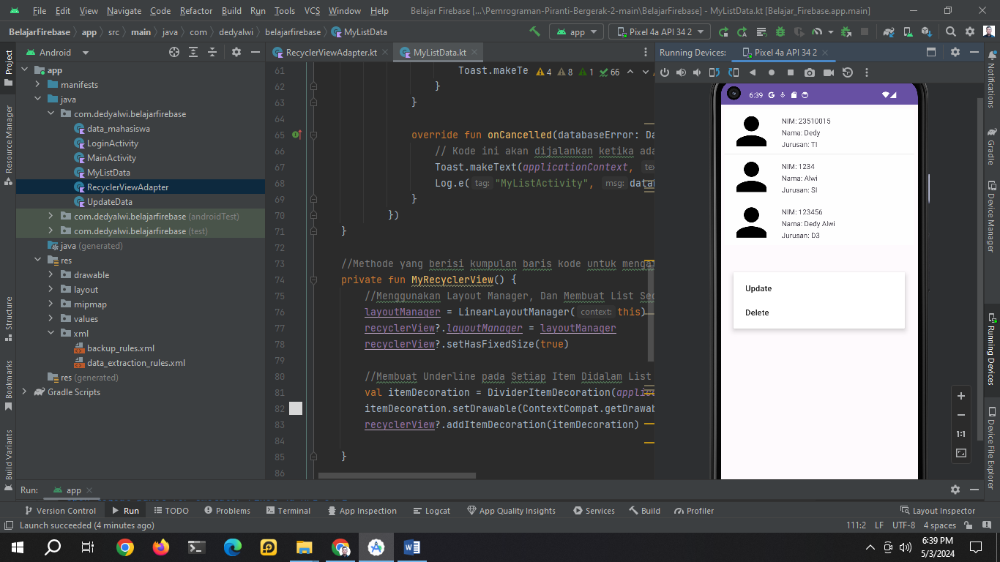 File Edit View Navigate Code Refactor Build Run Tools VCS Window Help Belajar Firebase [...\Pemrograman-Piranti-Bergerak-2-main\BelajarFirebase] - MyListData.kt [Belajar_Firebase.app.main]
BelajarFirebase app src main java com dedyalwi belajarfirebase MyListData app Pixel 4a API 34 2
Android
RecyclerViewAdapter.kt MyListData.kt
Running Devices: Pixel 4a API 34 2
Project
Resource Manager
Structure
Bookmarks
Build Variants
app
manifests
java
com.dedyalwi.belajarfirebase
data_mahasiswa
LoginActivity
MainActivity
MyListData
RecyclerViewAdapter
UpdateData
com.dedyalwi.belajarfirebase (androidTest)
com.dedyalwi.belajarfirebase (test)
java (generated)
res
drawable
layout
mipmap
values
xml
backup_rules.xml
data_extraction_rules.xml
res (generated)
Gradle Scripts
4 8 1 66
61 Toast.makeTe
62 }
63 }
64
65 override fun onCancelled(databaseError: Da
66 // Kode ini akan dijalankan ketika ada
67 Toast.makeText(applicationContext, te
68 Log.e( tag: "MyListActivity", msg: datab
69 }
70 })
71 }
72
73 //Methode yang berisi kumpulan baris kode untuk menga
74 private fun MyRecyclerView() {
75 //Menggunakan Layout Manager, Dan Membuat List Sec
76 layoutManager = LinearLayoutManager( context: this)
77 recyclerView?.layoutManager = layoutManager
78 recyclerView?.setHasFixedSize(true)
79
80 //Membuat Underline pada Setiap Item Didalam List
81 val itemDecoration = DividerItemDecoration(applic
82 itemDecoration.setDrawable(ContextCompat.getDrawab
83 recyclerView?.addItemDecoration(itemDecoration)
84
85 }
86
6:39
NIM: 23510015
Nama: Dedy
Jurusan: TI
NIM: 1234
Nama: Alwi
Jurusan: SI
NIM: 123456
Nama: Dedy Alwi
Jurusan: D3
Update
Delete
1:1
Notifications
Gradle
Device Manager
Running Devices
Device File Explorer
Run: app
Version Control Run TODO Problems Terminal App Inspection Logcat App Quality Insights Services Build Profiler Layout Inspector
Launch succeeded (4 minutes ago) 111:2 LF UTF-8 4 spaces
6:39 PM
5/3/2024